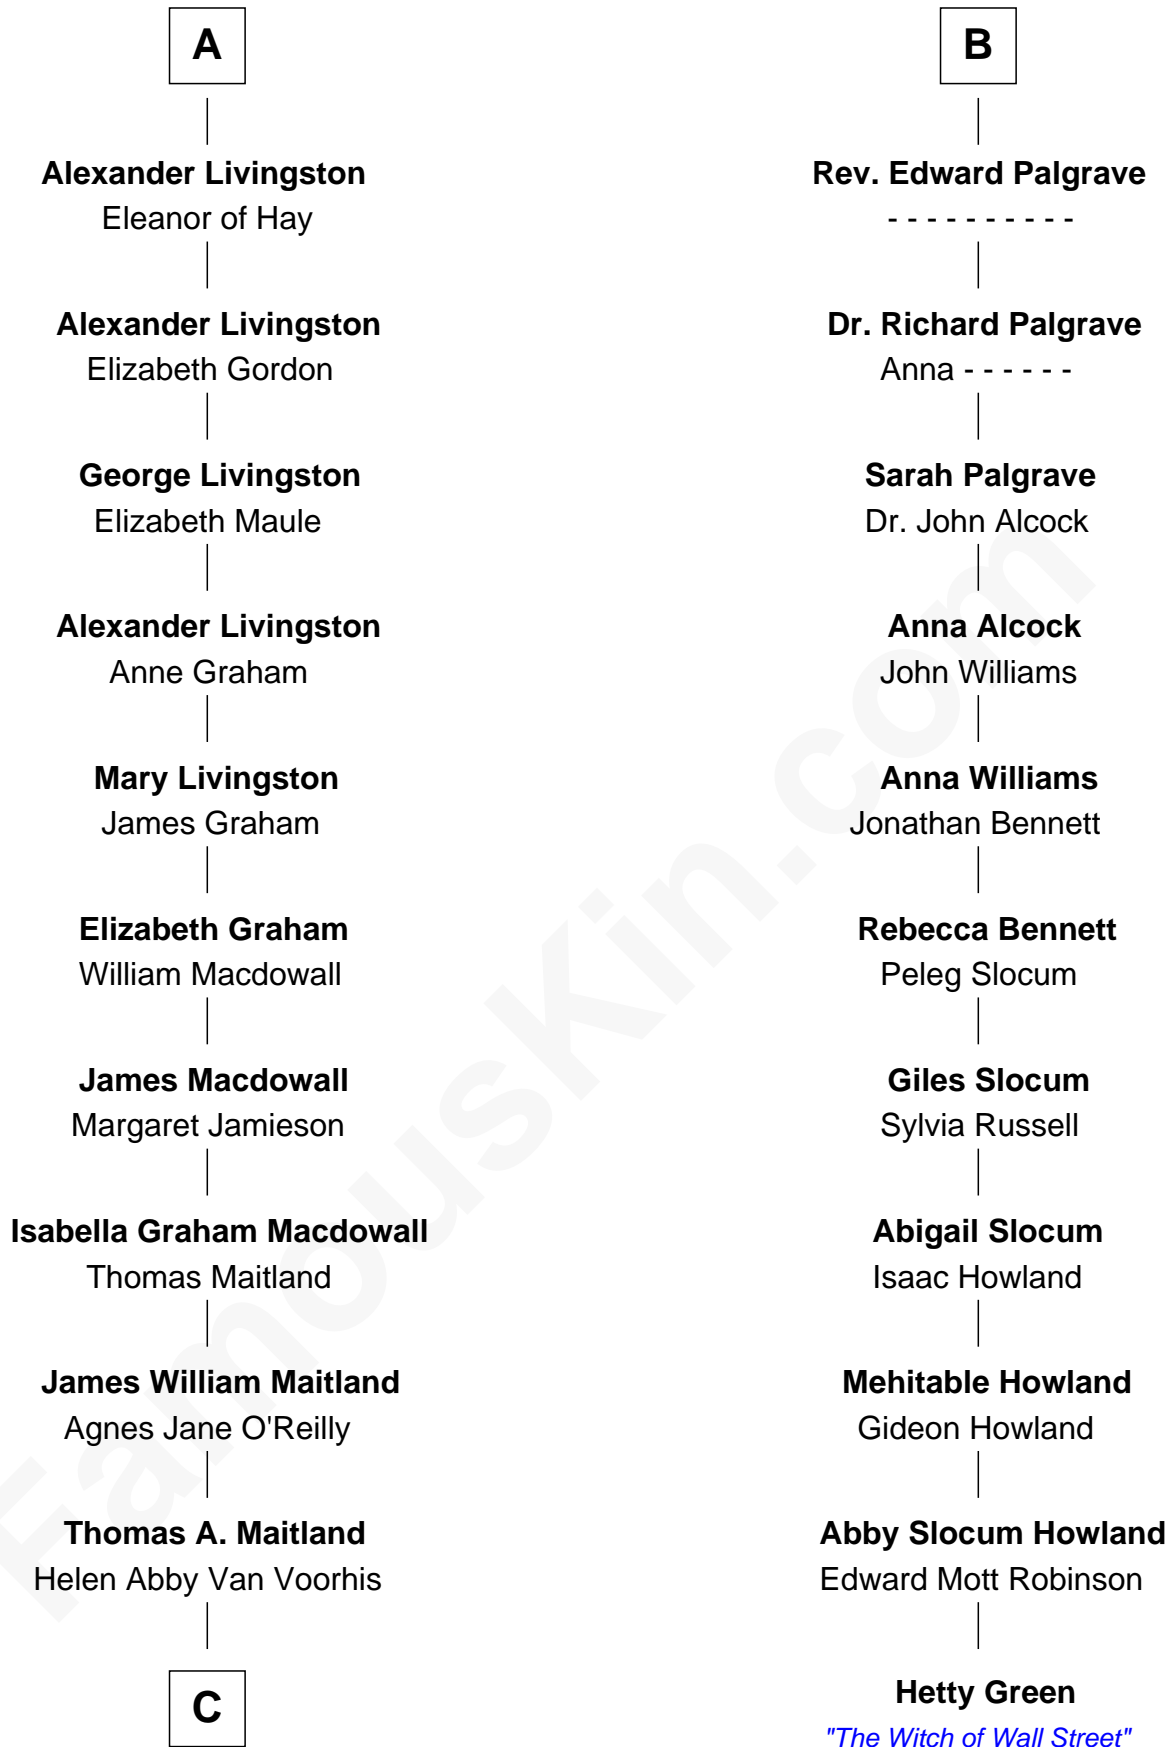 A
Alexander Livingston
Eleanor of Hay
Alexander Livingston
Elizabeth Gordon
George Livingston
Elizabeth Maule
Alexander Livingston
Anne Graham
Mary Livingston
James Graham
Elizabeth Graham
William Macdowall
James Macdowall
Margaret Jamieson
Isabella Graham Macdowall
Thomas Maitland
James William Maitland
Agnes Jane O'Reilly
Thomas A. Maitland
Helen Abby Van Voorhis
C
B
Rev. Edward Palgrave
- - - - - - - - - -
Dr. Richard Palgrave
Anna - - - - - -
Sarah Palgrave
Dr. John Alcock
Anna Alcock
John Williams
Anna Williams
Jonathan Bennett
Rebecca Bennett
Peleg Slocum
Giles Slocum
Sylvia Russell
Abigail Slocum
Isaac Howland
Mehitable Howland
Gideon Howland
Abby Slocum Howland
Edward Mott Robinson
Hetty Green
"The Witch of Wall Street"
FamousKin.com